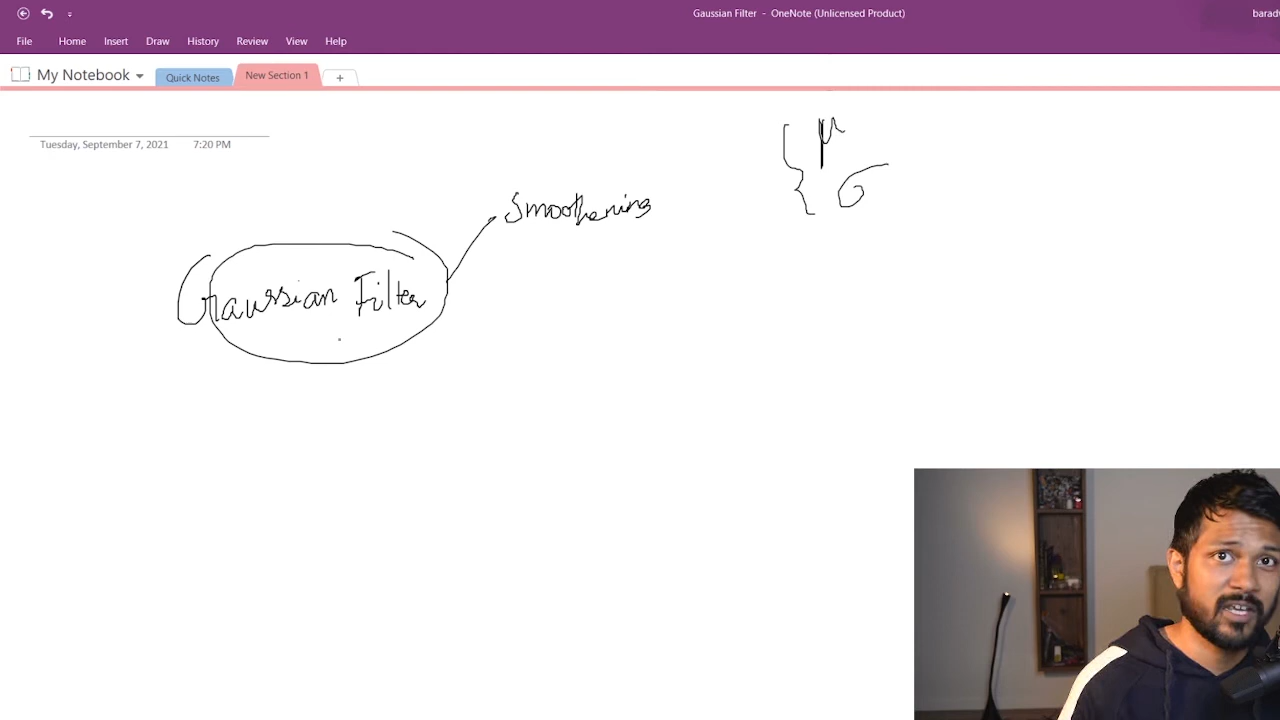 Gaussian Filter - OneNote (Unlicensed Product)
barady
File Home Insert Draw History Review View Help
My Notebook Quick Notes New Section 1 +
Tuesday, September 7, 2021 7:20 PM
μ
σ
Smoothening
Gaussian Filter